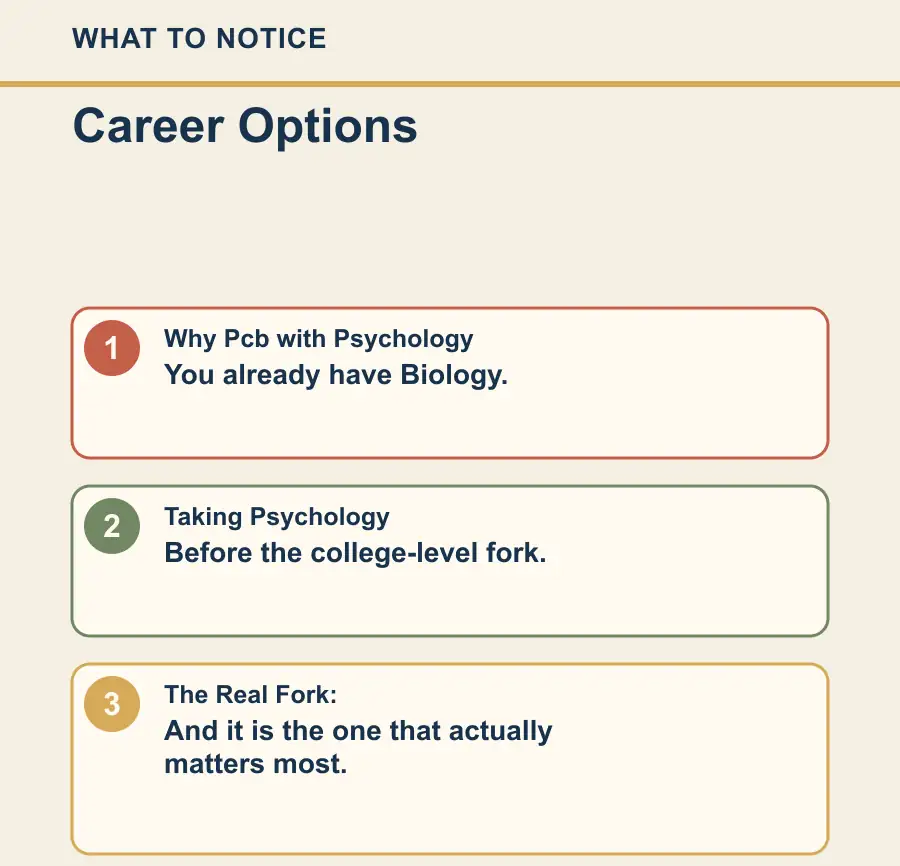 WHAT TO NOTICE
Career Options
1
Why Pcb with Psychology
You already have Biology.
2
Taking Psychology
Before the college-level fork.
3
The Real Fork:
And it is the one that actually
matters most.